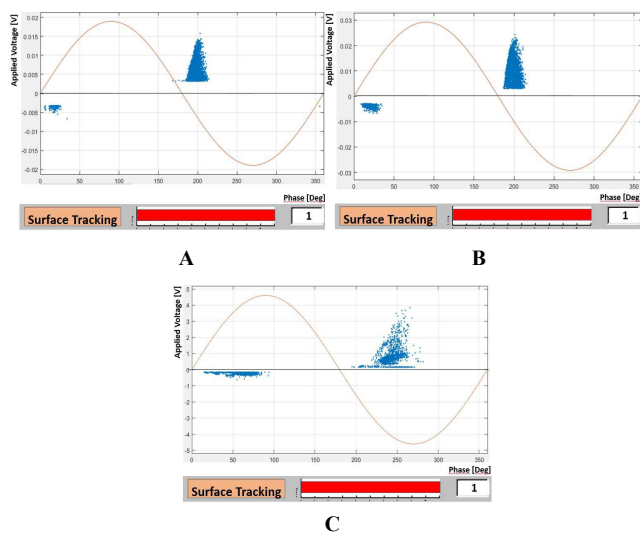 Applied Voltage [V]
0.02
0.015
0.01
0.005
0
-0.005
-0.01
-0.015
-0.02
0 50 100 150 200 250 300 350
Phase [Deg]
Surface Tracking 1
A
Applied Voltage [V]
0.03
0.02
0.01
0
-0.01
-0.02
-0.03
0 50 100 150 200 250 300 350
Phase [Deg]
Surface Tracking 1
B
Applied Voltage [V]
5
4
3
2
1
0
-1
-2
-3
-4
-5
0 50 100 150 200 250 300 350
Phase [Deg]
Surface Tracking 1
C